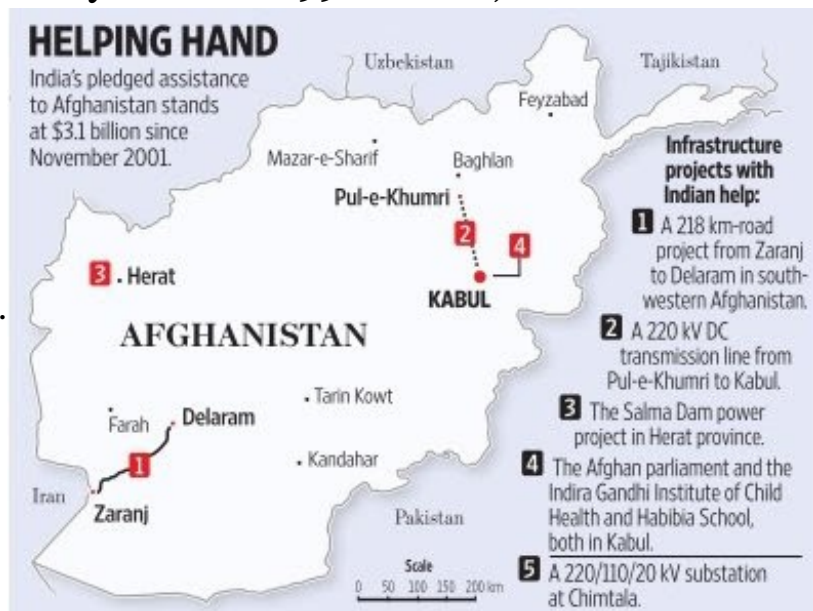 HELPING HAND
India's pledged assistance
to Afghanistan stands
at $3.1 billion since
November 2001.
Uzbekistan
Tajikistan
Feyzabad
Mazar-e-Sharif
Baghlan
Pul-e-Khumri
2
4
3
Herat
KABUL
AFGHANISTAN
Tarin Kowt
Farah
Delaram
1
Kandahar
Iran
Zaranj
Pakistan
Scale
0 50 100 150 200 km
Infrastructure
projects with
Indian help:
1 A 218 km-road
project from Zaranj
to Delaram in south-
western Afghanistan.
2 A 220 kV DC
transmission line from
Pul-e-Khumri to Kabul.
3 The Salma Dam power
project in Herat province.
4 The Afghan parliament and the
Indira Gandhi Institute of Child
Health and Habibia School,
both in Kabul.
5 A 220/110/20 kV substation
at Chimtala.